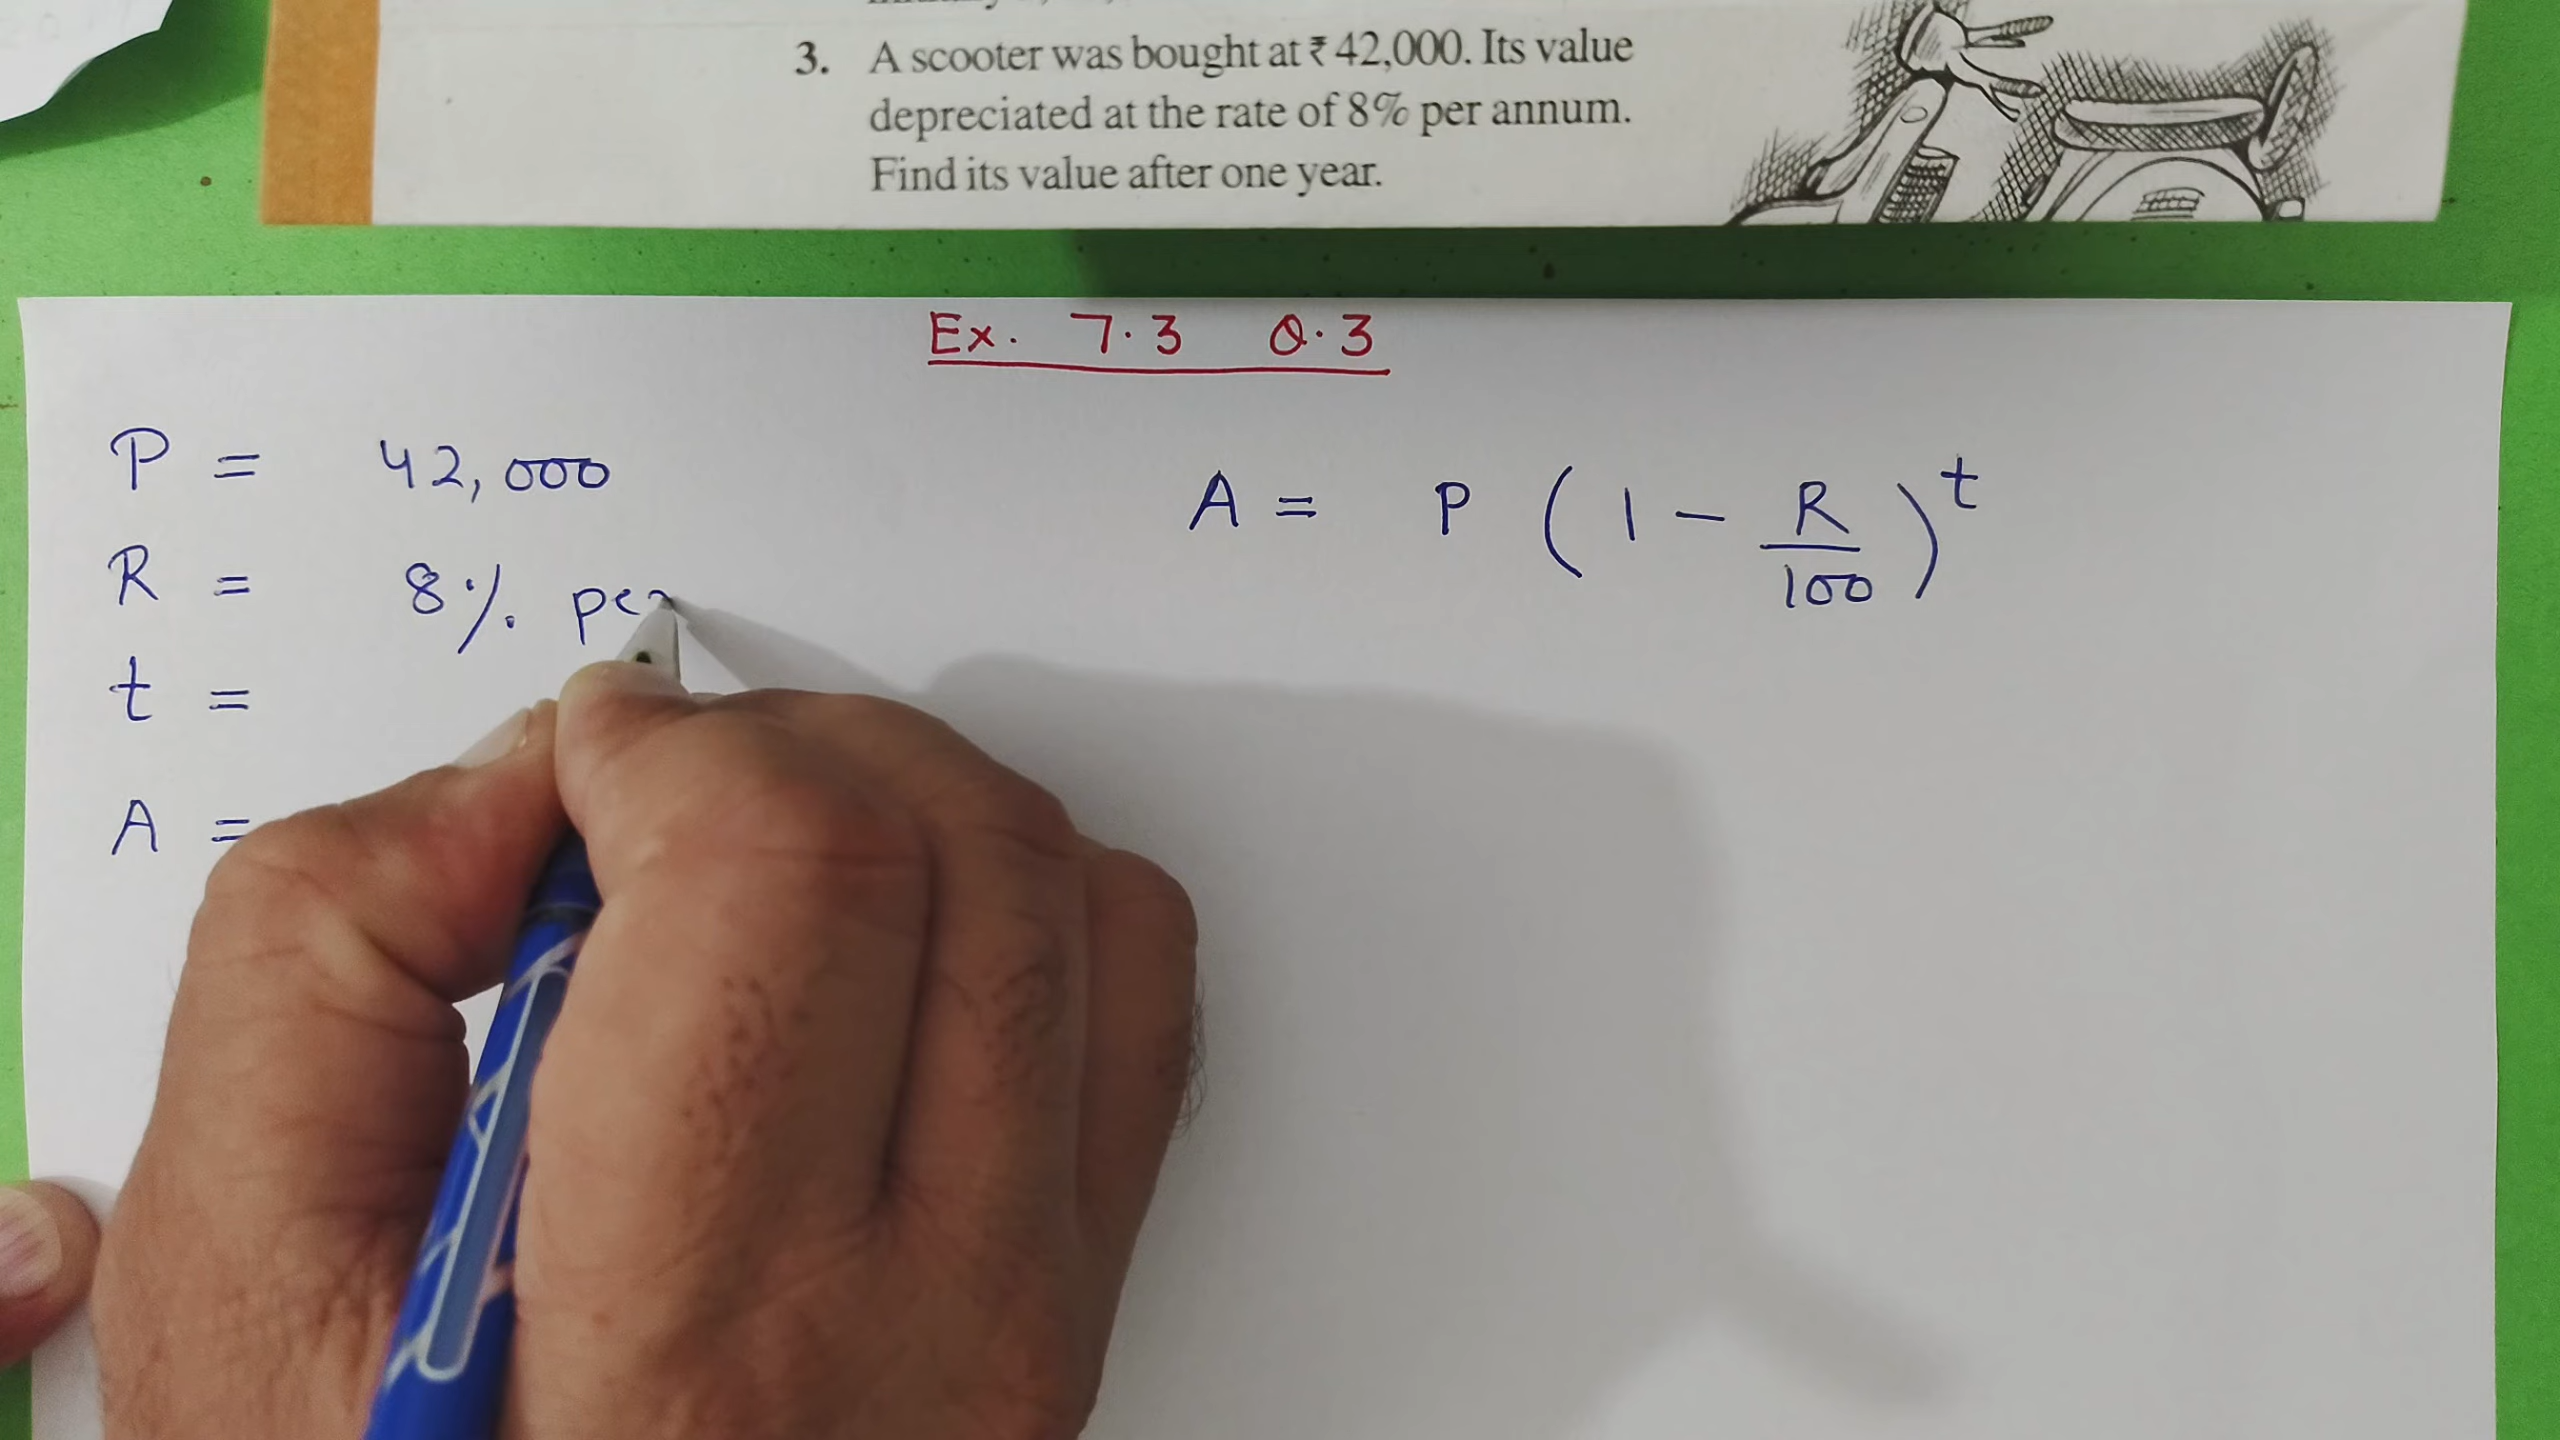 3. A scooter was bought at ₹ 42,000. Its value
depreciated at the rate of 8% per annum.
Find its value after one year.
Ex. 7.3 Q.3
P = 42,000
R = 8% per
t =
A =
A = P ( 1 - R/100 )^t